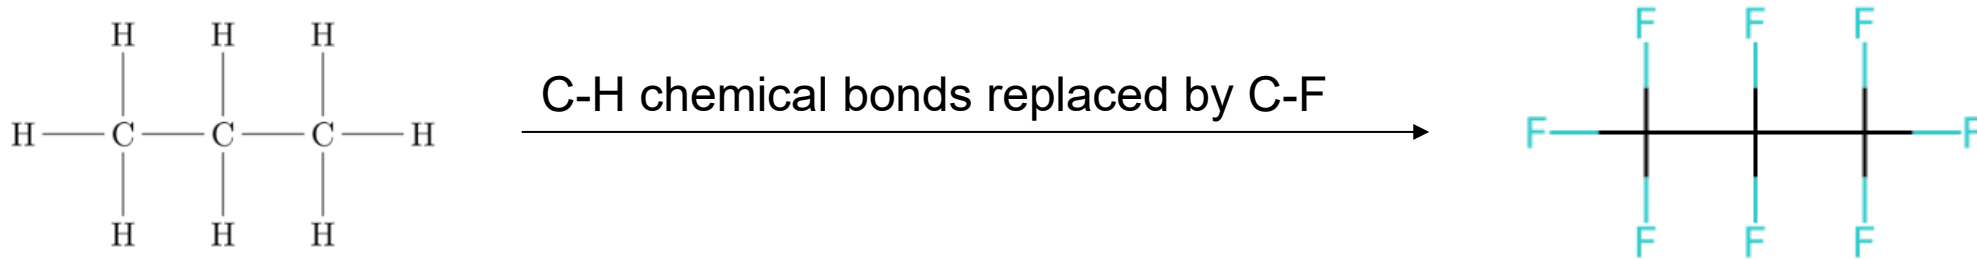 H H H
H C C C H
H H H
C-H chemical bonds replaced by C-F
F F F
F F
F F F